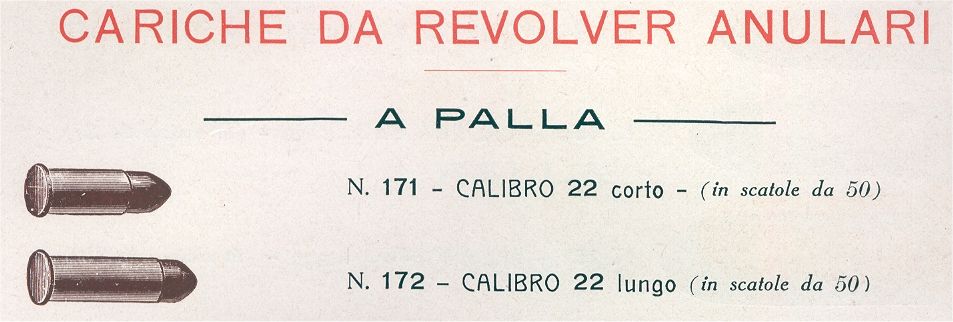 CARICHE DA REVOLVER ANULARI
A PALLA
N. 171 - CALIBRO 22 corto - (in scatole da 50)
N. 172 - CALIBRO 22 lungo (in scatole da 50)